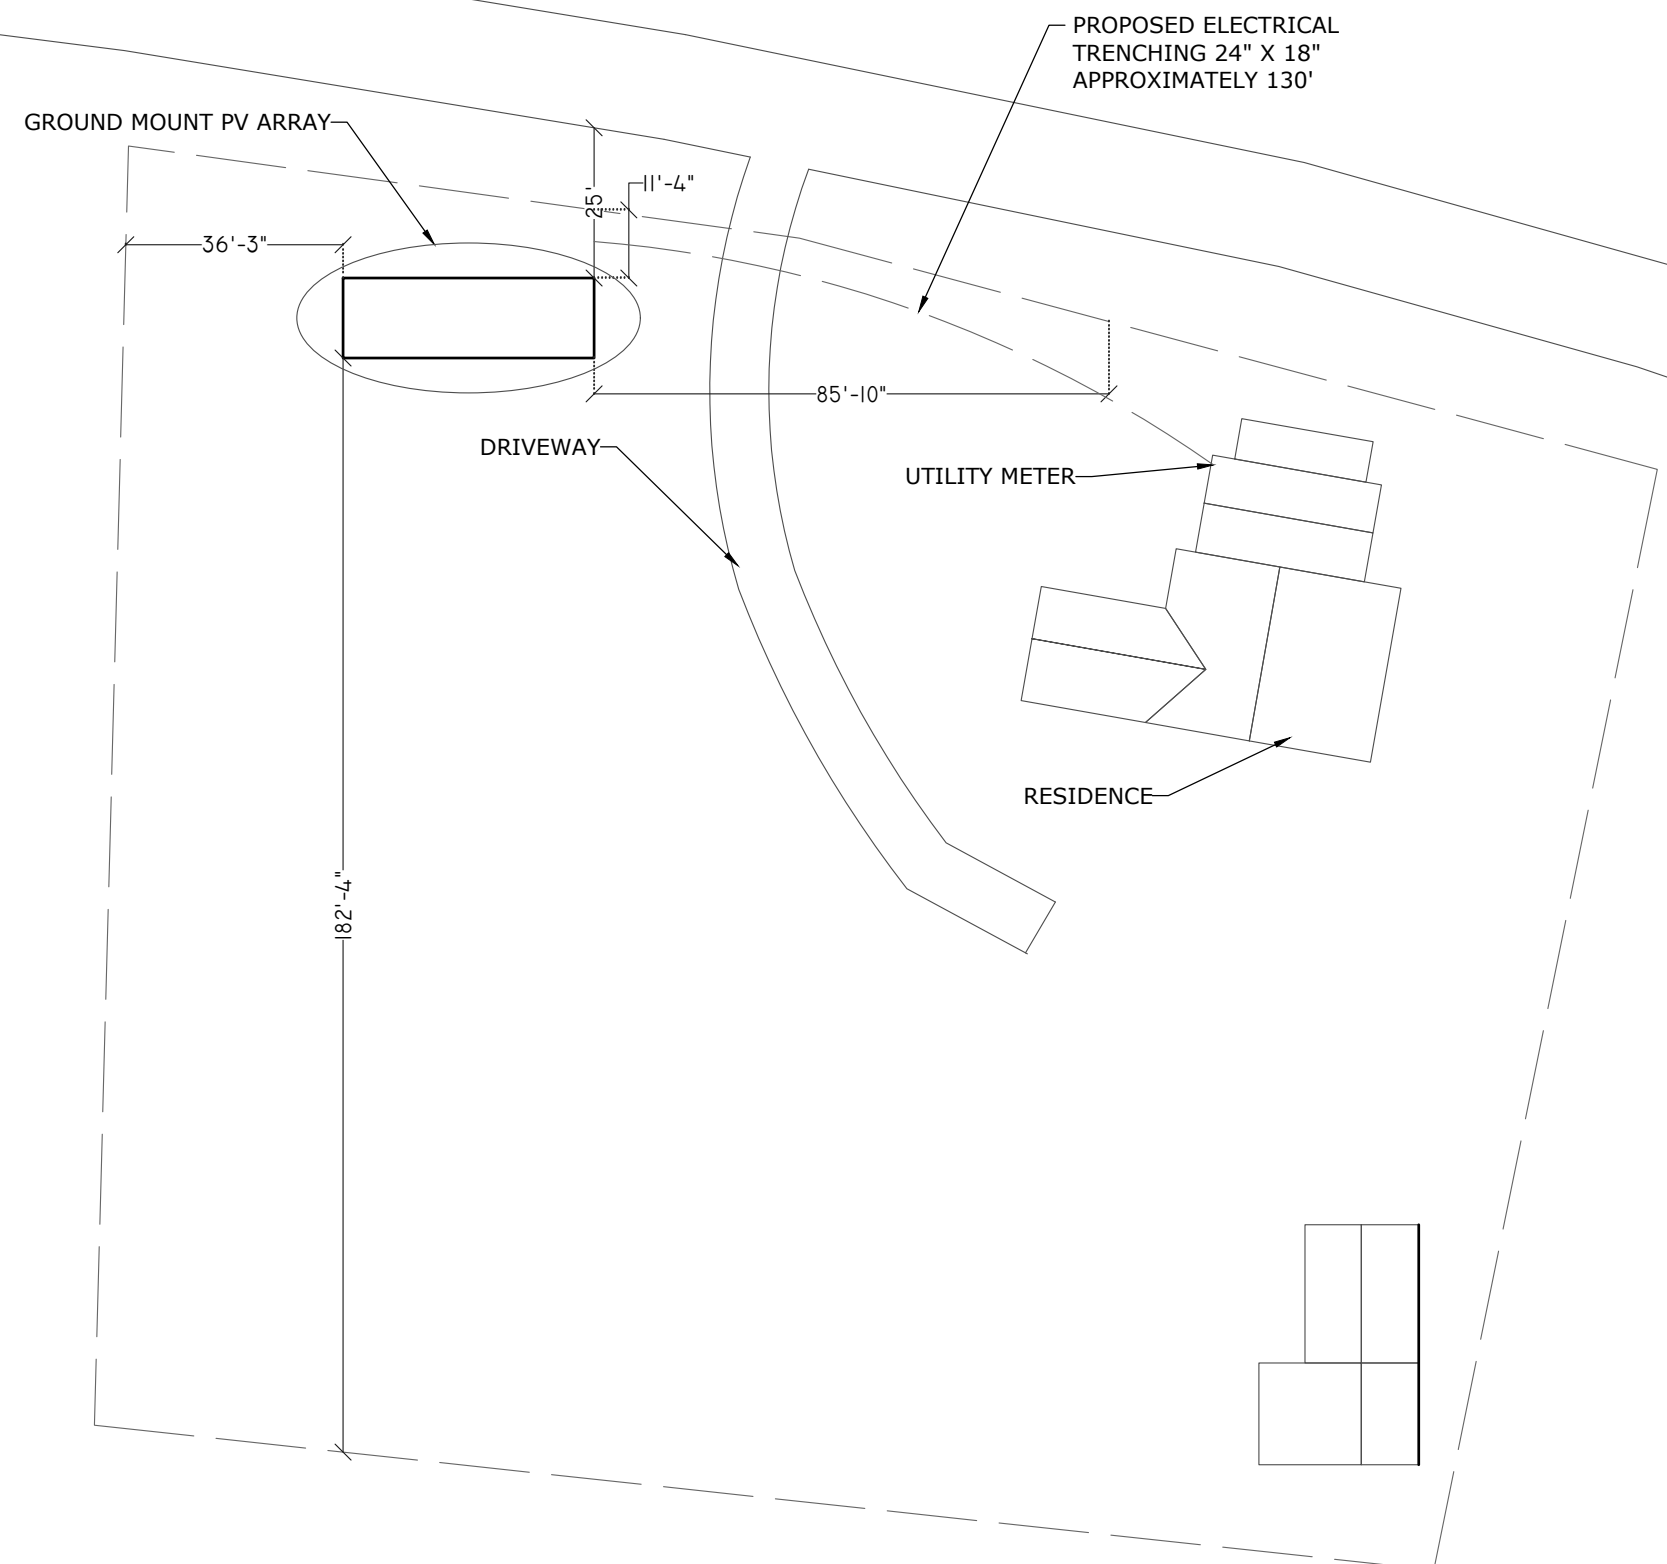 PROPOSED ELECTRICAL
TRENCHING 24" X 18"
APPROXIMATELY 130'
GROUND MOUNT PV ARRAY
11'-4"
25'
36'-3"
85'-10"
DRIVEWAY
UTILITY METER
RESIDENCE
182'-4"